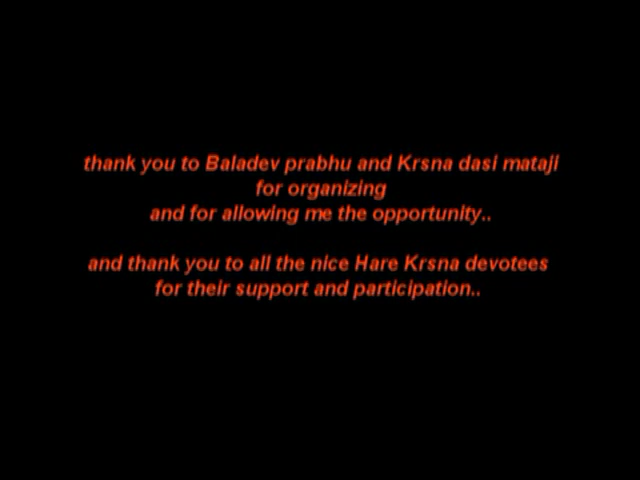 thank you to Baladev prabhu and Krsna dasi mataji
for organizing
and for allowing me the opportunity..
and thank you to all the nice Hare Krsna devotees
for their support and participation..